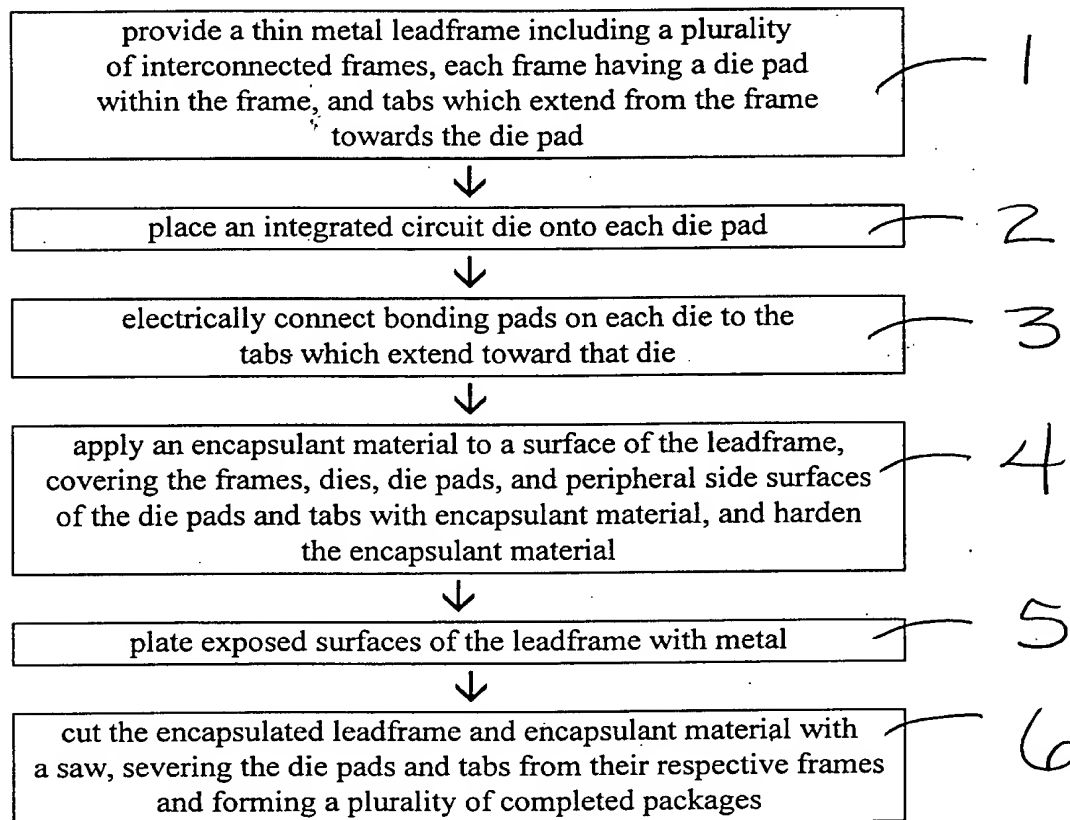 provide a thin metal leadframe including a plurality
of interconnected frames, each frame having a die pad
within the frame, and tabs which extend from the frame
towards the die pad
1
place an integrated circuit die onto each die pad
2
electrically connect bonding pads on each die to the
tabs which extend toward that die
3
apply an encapsulant material to a surface of the leadframe,
covering the frames, dies, die pads, and peripheral side surfaces
of the die pads and tabs with encapsulant material, and harden
the encapsulant material
4
plate exposed surfaces of the leadframe with metal
5
cut the encapsulated leadframe and encapsulant material with
a saw, severing the die pads and tabs from their respective frames
and forming a plurality of completed packages
6